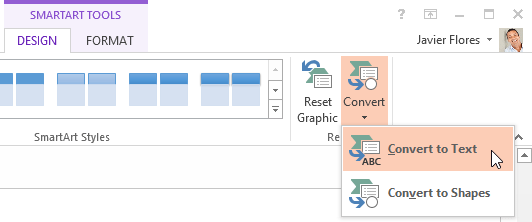 SMARTART TOOLS
?
DESIGN FORMAT
Javier Flores
Reset Graphic
Convert
SmartArt Styles
Re
ABC
Convert to Text
Convert to Shapes